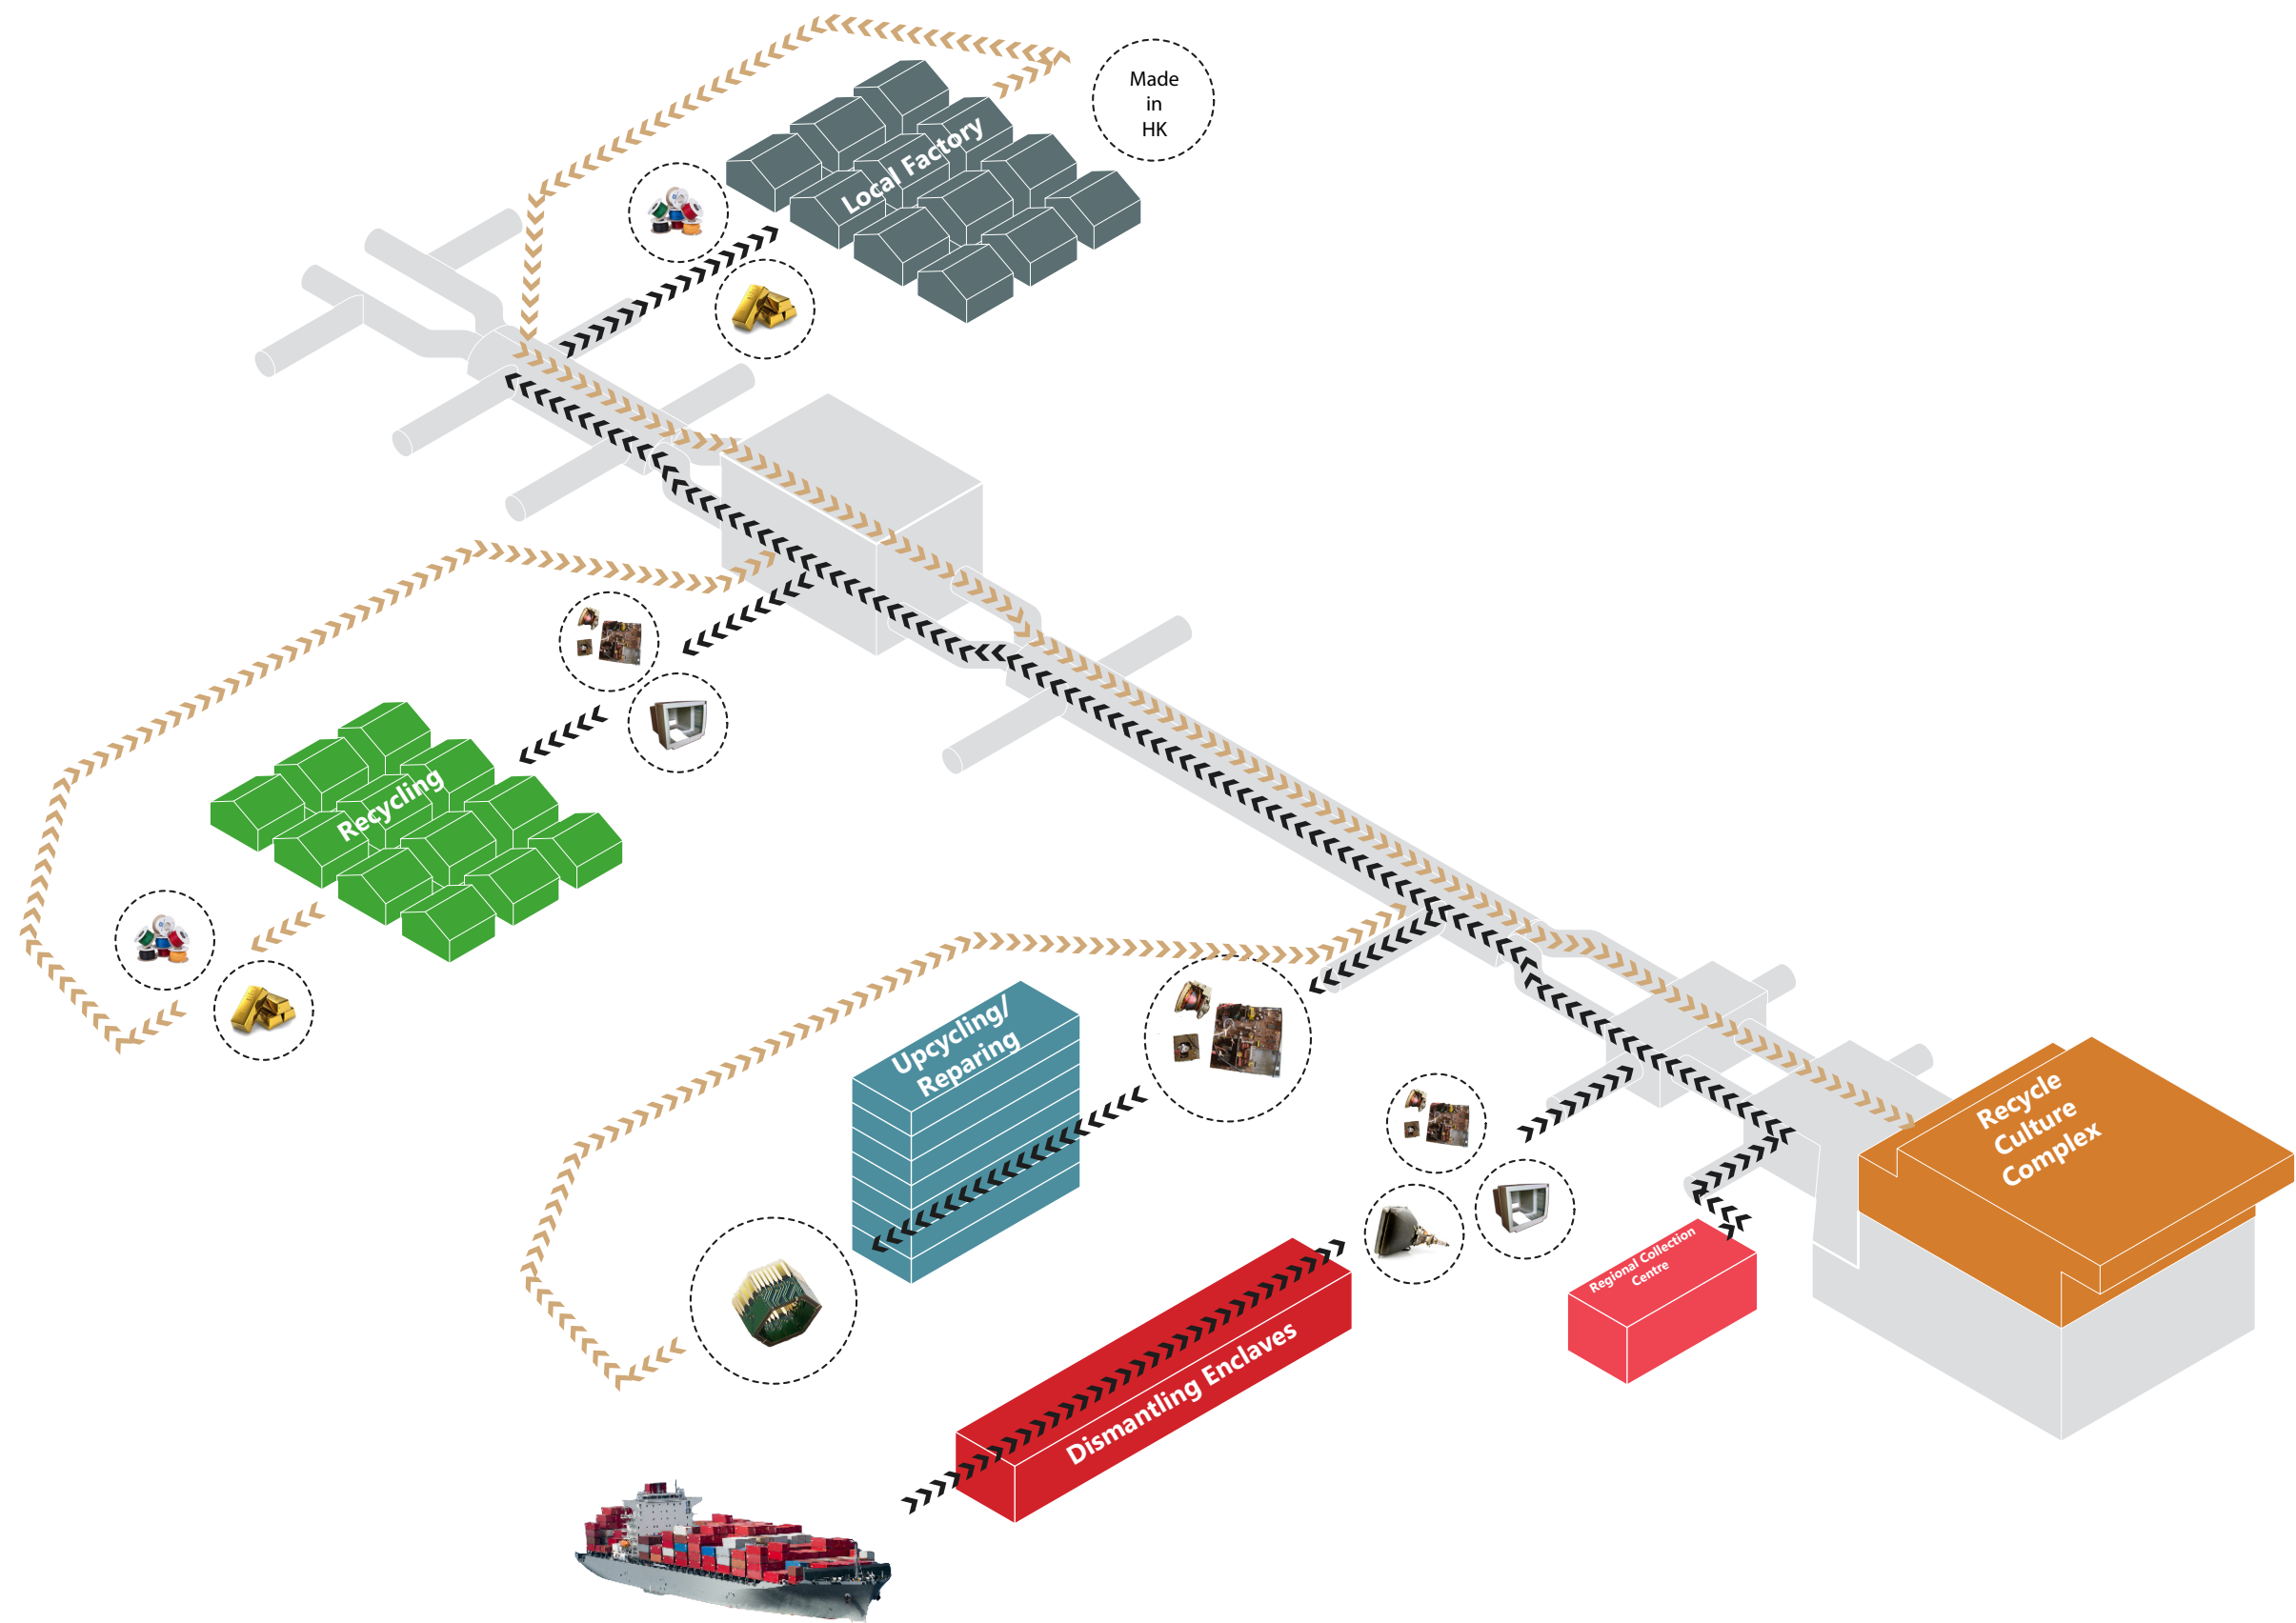 Made
in
HK
Local Factory
Recycling
Upcycling/
Reparing
Recycle
Culture
Complex
Regional Collection
Centre
Dismantling Enclaves